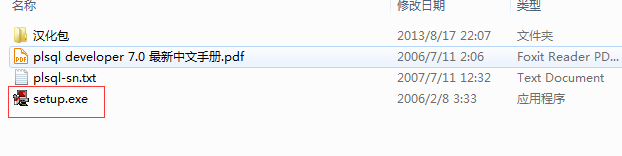 名称 修改日期 类型
汉化包 2013/8/17 22:07 文件夹
plsql developer 7.0 最新中文手册.pdf 2006/7/11 2:06 Foxit Reader PD...
plsql-sn.txt 2007/7/11 12:32 Text Document
setup.exe 2006/2/8 3:33 应用程序